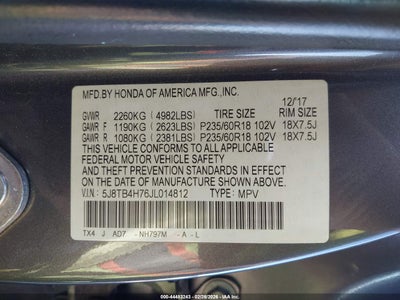 MFD.BY HONDA OF AMERICA MFG.,INC.
12/'17
GVWR 2260KG (4982LBS) TIRE SIZE RIM SIZE
GAWR F 1190KG (2623LBS) P235/60R18 102V 18X7.5J
GAWR R 1080KG (2381LBS) P235/60R18 102V 18X7.5J
THIS VEHICLE CONFORMS TO ALL APPLICABLE
FEDERAL MOTOR VEHICLE SAFETY
AND THEFT PREVENTION STANDARDS IN
EFFECT ON THE DATE OF MANUFACTURE
SHOWN ABOVE.
V.I.N.: 5J8TB4H76JL014812 TYPE: MPV
TX4 J AD7 -NH797M -A-L
© IAA - 44482243 - 02/28/2026 - iaai.com